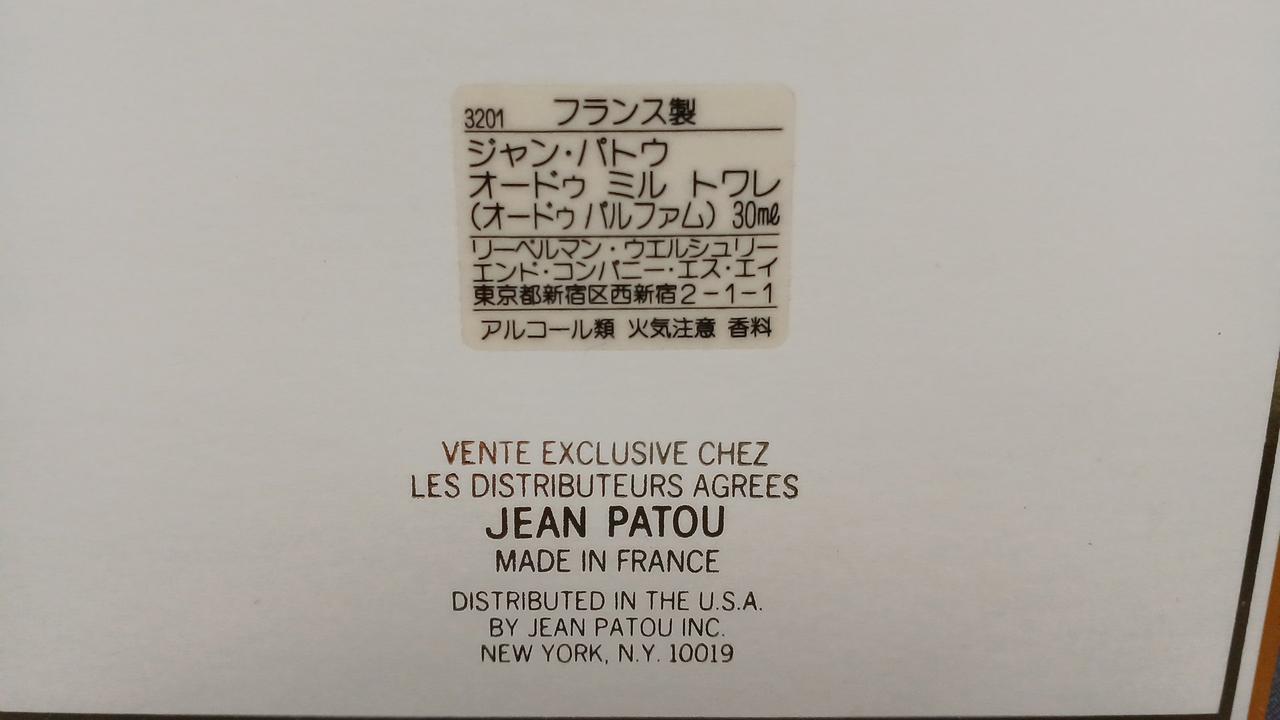 3201 フランス製
ジャン・パトウ
オードゥ ミル トワレ
(オードゥ パルファム) 30mℓ
リーベルマン・ウエルシュリー
エンド・コンパニー・エス・エイ
東京都新宿区西新宿2-1-1
アルコール類 火気注意 香料
VENTE EXCLUSIVE CHEZ
LES DISTRIBUTEURS AGREES
JEAN PATOU
MADE IN FRANCE
DISTRIBUTED IN THE U.S.A.
BY JEAN PATOU INC.
NEW YORK, N.Y. 10019